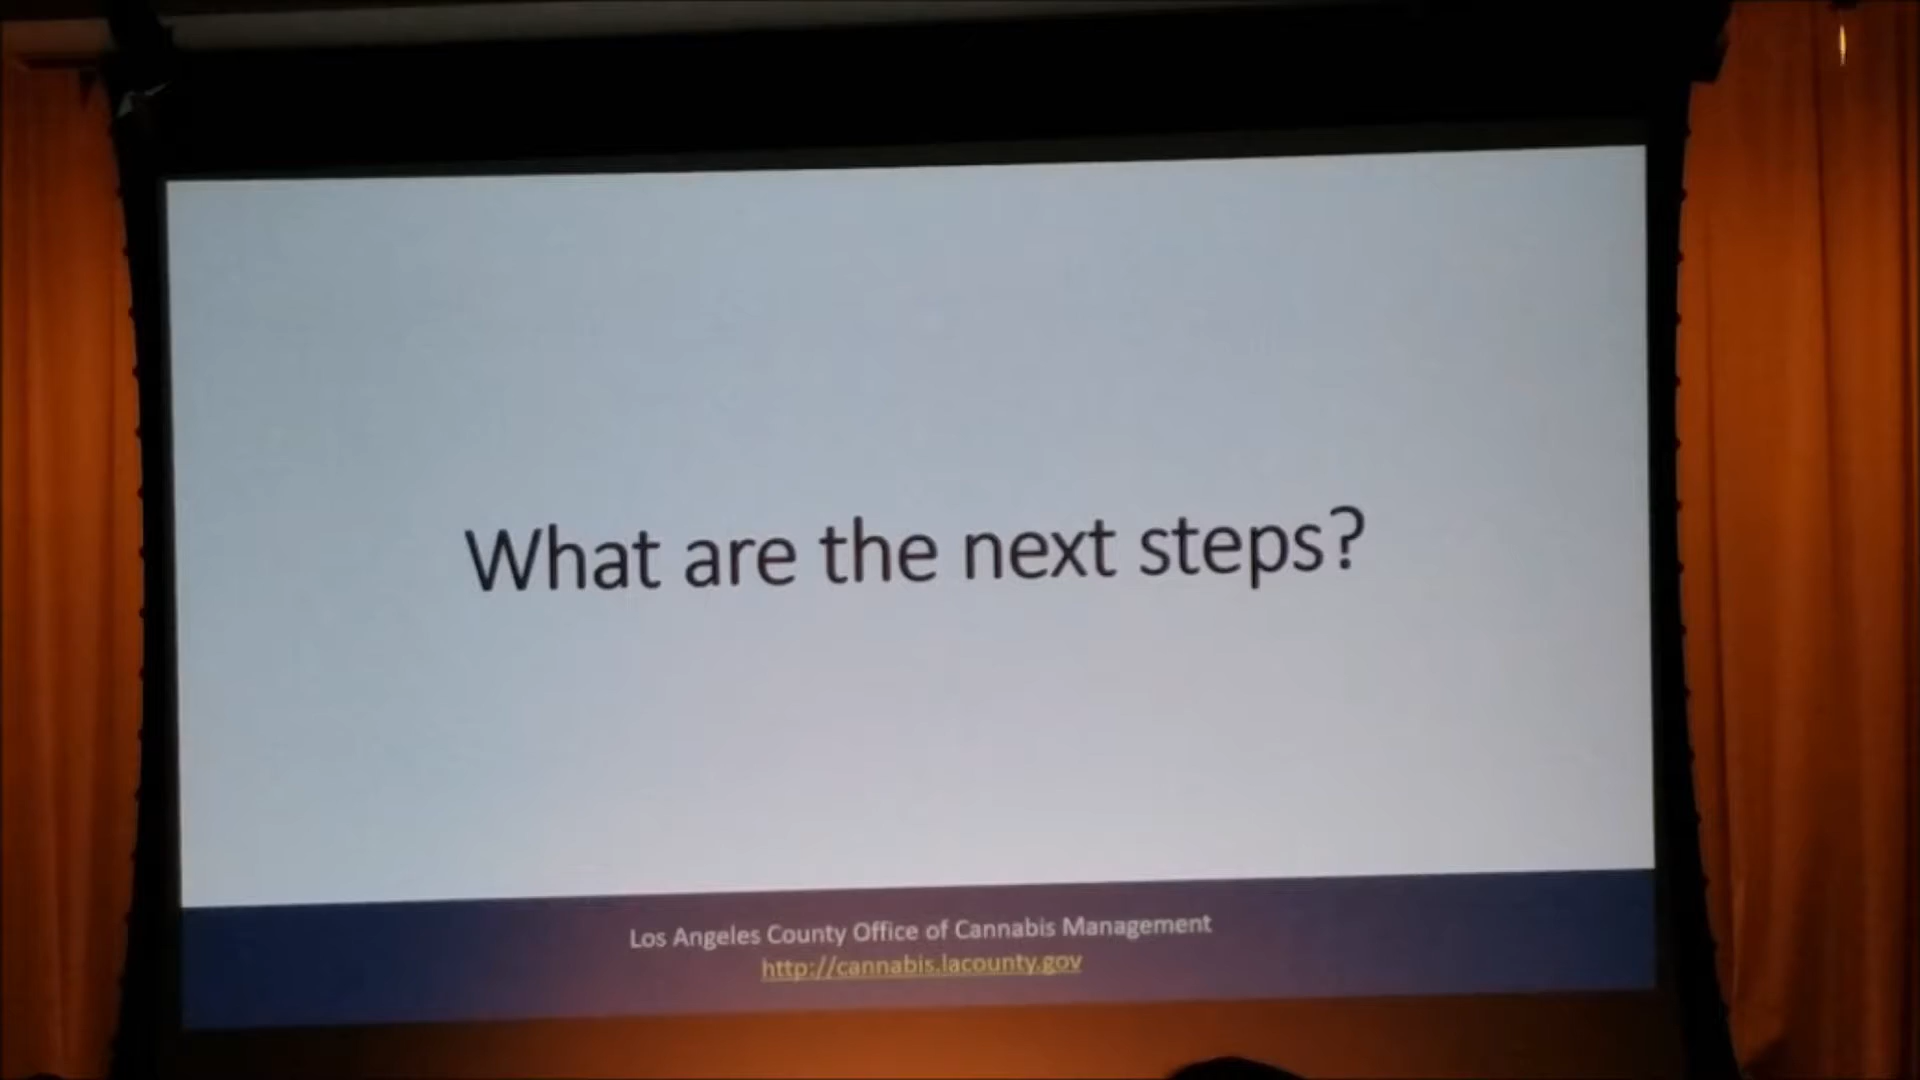 What are the next steps?
Los Angeles County Office of Cannabis Management
http://cannabis.lacounty.gov